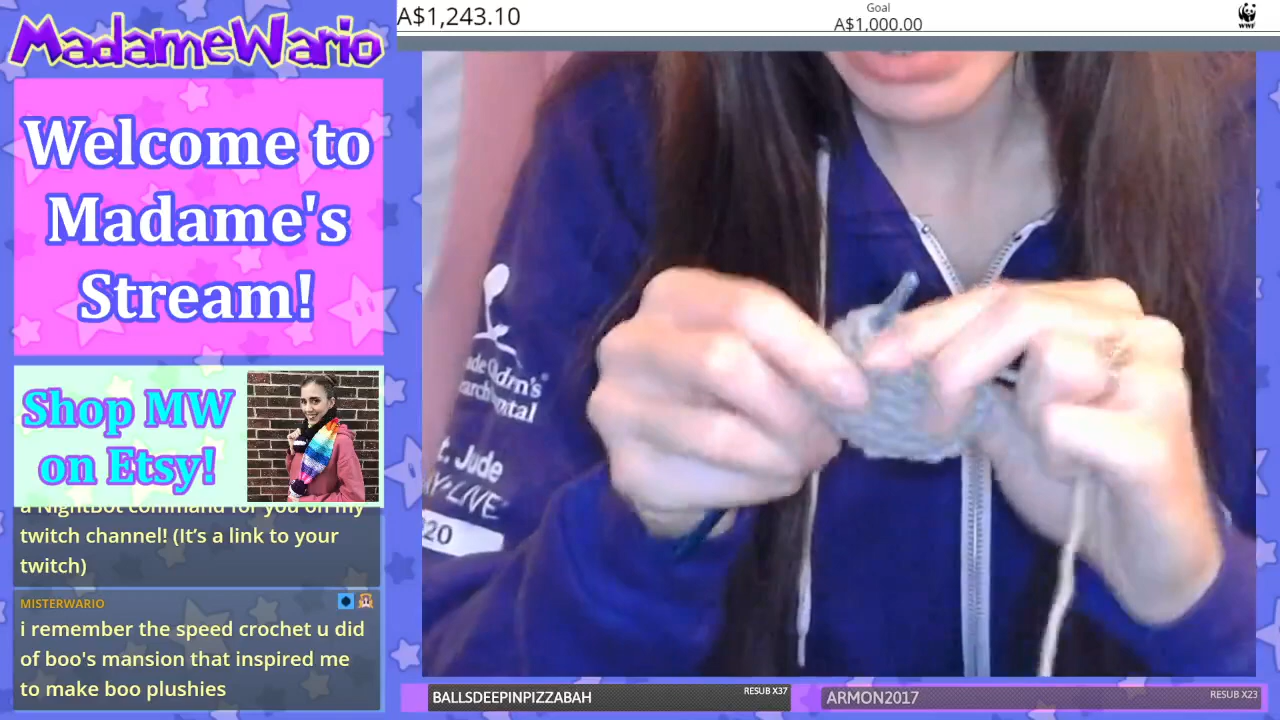 MadameWario
A$1,243.10
Goal
A$1,000.00
WWF
Welcome to
Madame's
Stream!
Shop MW
on Etsy!
a NightBot command for you on my
twitch channel! (It’s a link to your
twitch)
MISTERWARIO
i remember the speed crochet u did
of boo's mansion that inspired me
to make boo plushies
t. Jude
20
BALLSDEEPINPIZZABAH
RESUB X37
ARMON2017
RESUB X23